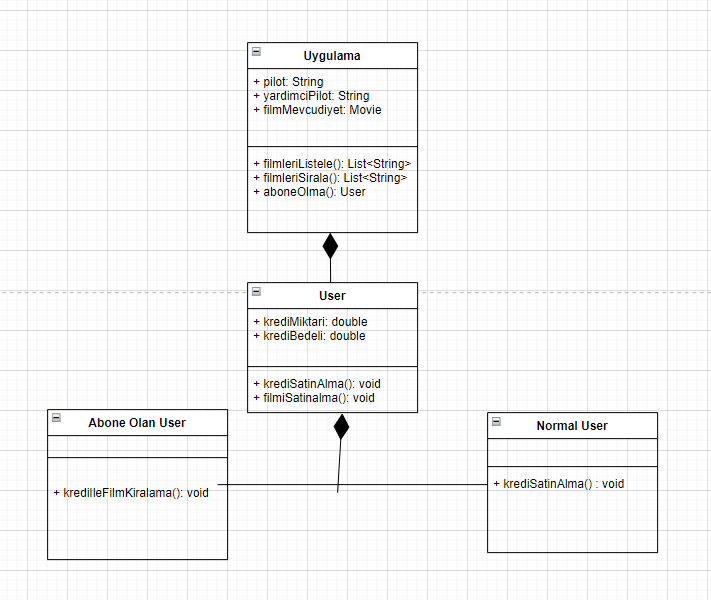 Uygulama
+ pilot: String
+ yardimciPilot: String
+ filmMevcudiyet: Movie
+ filmleriListele(): List<String>
+ filmleriSirala(): List<String>
+ aboneOlma(): User
User
+ krediMiktari: double
+ krediBedeli: double
+ krediSatinAlma(): void
+ filmiSatinalma(): void
Abone Olan User
+ krediIleFilmKiralama(): void
Normal User
+ krediSatinAlma() : void